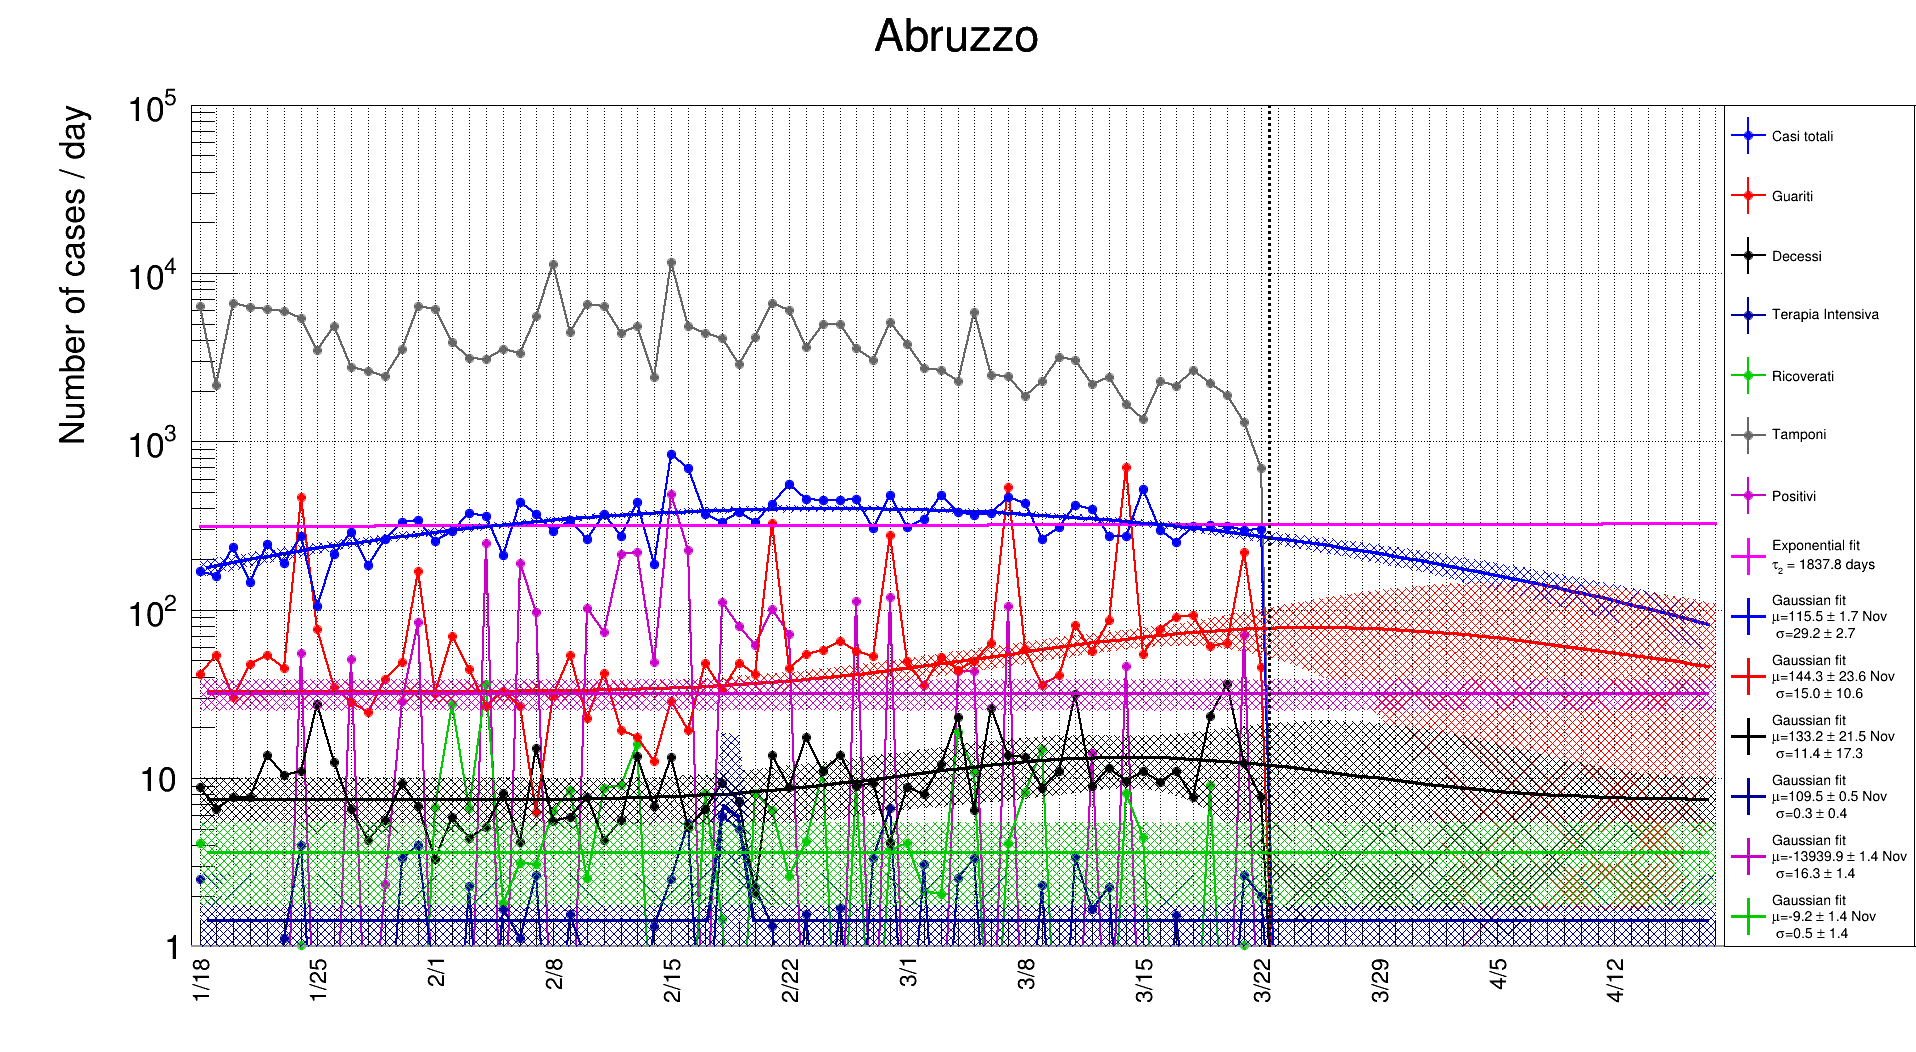 Abruzzo
Number of cases / day
10^5
10^4
10^3
10^2
10
1
1/18
1/25
2/1
2/8
2/15
2/22
3/1
3/8
3/15
3/22
3/29
4/5
4/12
Casi totali
Guariti
Decessi
Terapia Intensiva
Ricoverati
Tamponi
Positivi
Exponential fit
τ₂ = 1837.8 days
Gaussian fit
μ=115.5 ± 1.7 Nov
σ=29.2 ± 2.7
Gaussian fit
μ=144.3 ± 23.6 Nov
σ=15.0 ± 10.6
Gaussian fit
μ=133.2 ± 21.5 Nov
σ=11.4 ± 17.3
Gaussian fit
μ=109.5 ± 0.5 Nov
σ=0.3 ± 0.4
Gaussian fit
μ=-13939.9 ± 1.4 Nov
σ=16.3 ± 1.4
Gaussian fit
μ=-9.2 ± 1.4 Nov
σ=0.5 ± 1.4